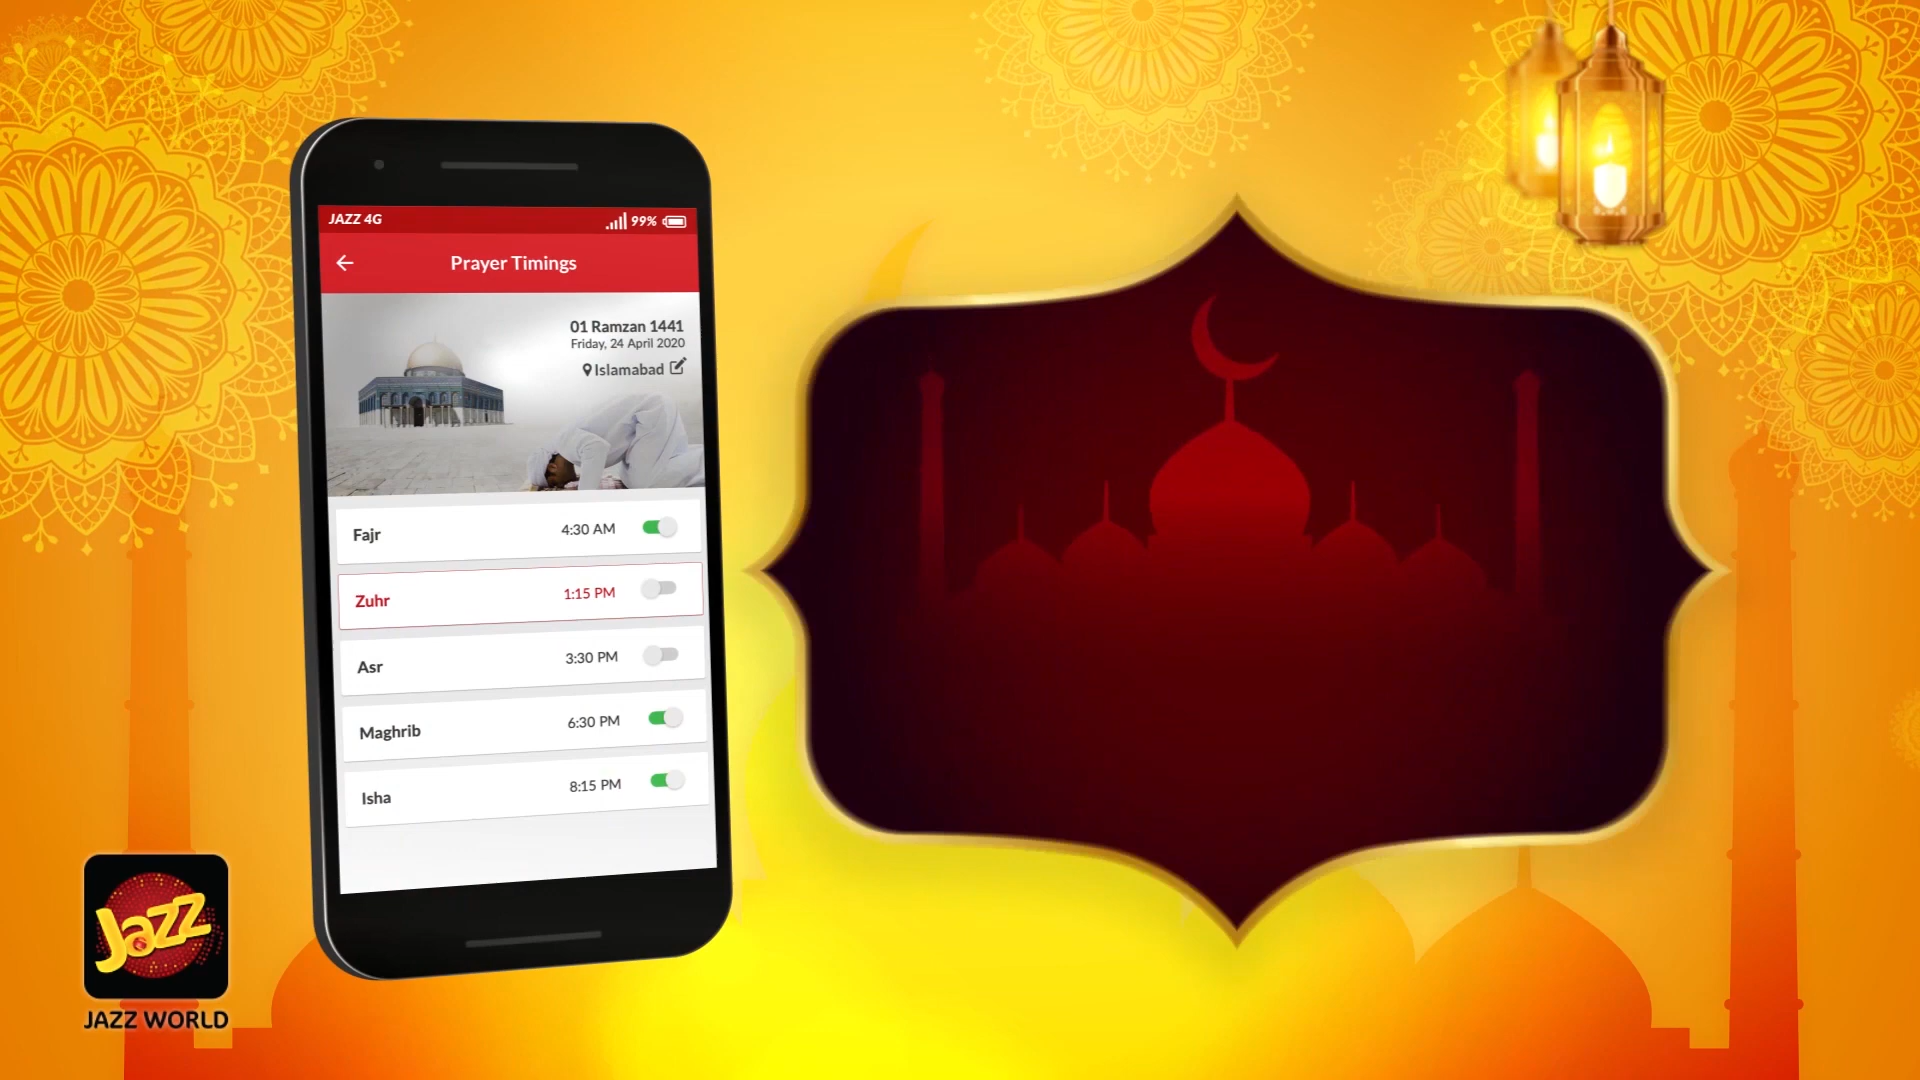 JAZZ 4G 99%
Prayer Timings
01 Ramzan 1441
Friday, 24 April 2020
Islamabad
Fajr 4:30 AM
Zuhr 1:15 PM
Asr 3:30 PM
Maghrib 6:30 PM
Isha 8:15 PM
Jazz
JAZZ WORLD